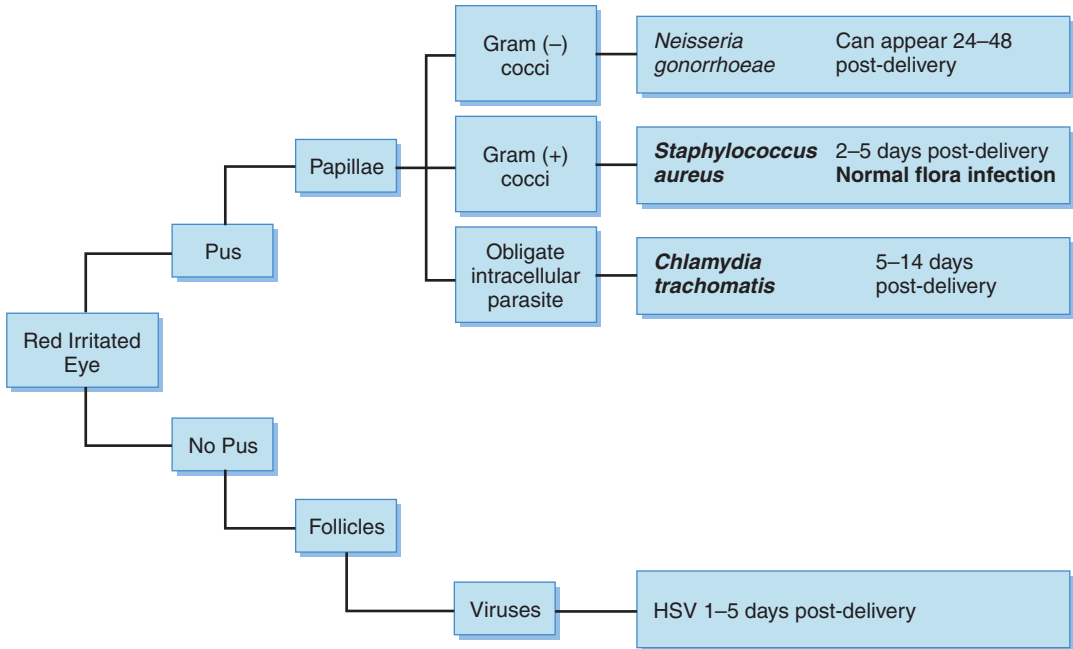 Gram (–)
cocci
Neisseria
gonorrhoeae
Can appear 24–48
post-delivery
Papillae
Gram (+)
cocci
Staphylococcus
aureus
2–5 days post-delivery
Normal flora infection
Pus
Obligate
intracellular
parasite
Chlamydia
trachomatis
5–14 days
post-delivery
Red Irritated
Eye
No Pus
Follicles
Viruses
HSV 1–5 days post-delivery